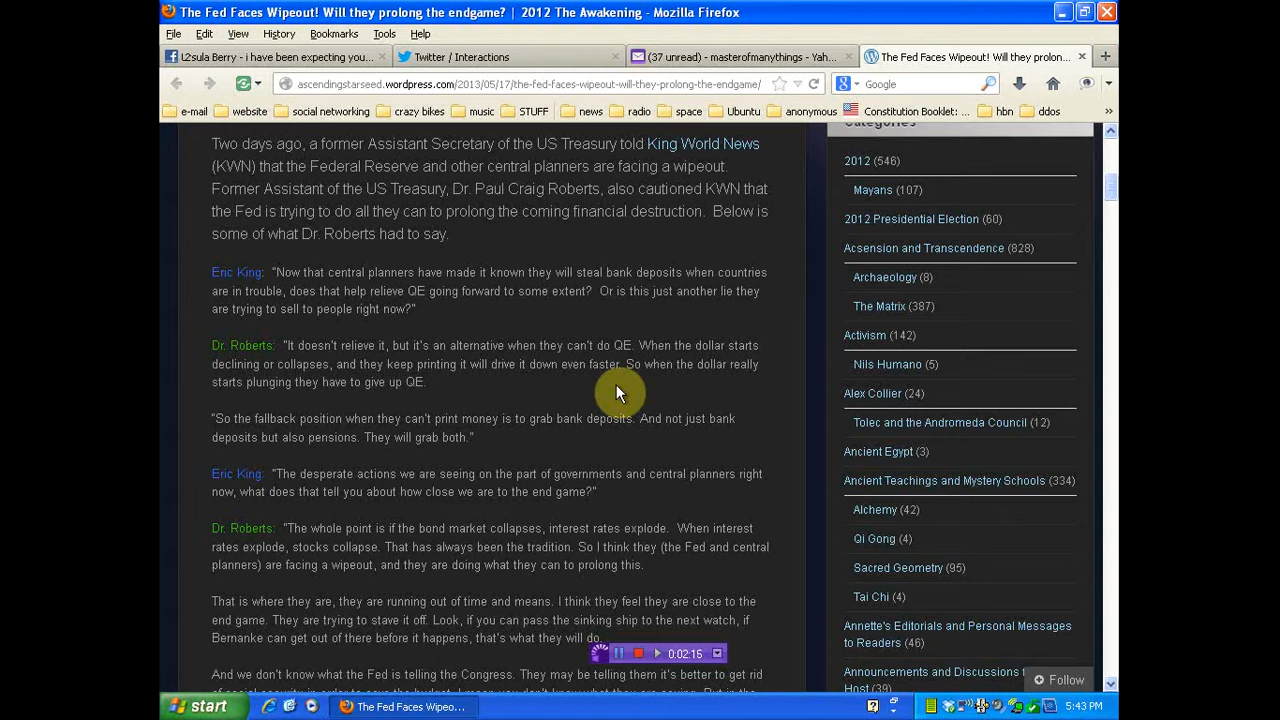 The Fed Faces Wipeout! Will they prolong the endgame? | 2012 The Awakening - Mozilla Firefox
File Edit View History Bookmarks Tools Help
L2sula Berry - i have been expecting you...
Twitter / Interactions
(37 unread) - masterofmanythings - Yah...
The Fed Faces Wipeout! Will they prolon...
ascendingstarseed.wordpress.com/2013/05/17/the-fed-faces-wipeout-will-they-prolong-the-endgame/
Google
e-mail website social networking crazy bikes music STUFF news radio space Ubuntu anonymous Constitution Booklet: ... hbn ddos
Two days ago, a former Assistant Secretary of the US Treasury told King World News
(KWN) that the Federal Reserve and other central planners are facing a wipeout.
Former Assistant of the US Treasury, Dr. Paul Craig Roberts, also cautioned KWN that
the Fed is trying to do all they can to prolong the coming financial destruction. Below is
some of what Dr. Roberts had to say.
Eric King: "Now that central planners have made it known they will steal bank deposits when countries
are in trouble, does that help relieve QE going forward to some extent? Or is this just another lie they
are trying to sell to people right now?"
Dr. Roberts: "It doesn't relieve it, but it's an alternative when they can't do QE. When the dollar starts
declining or collapses, and they keep printing it will drive it down even faster. So when the dollar really
starts plunging they have to give up QE.
"So the fallback position when they can't print money is to grab bank deposits. And not just bank
deposits but also pensions. They will grab both."
Eric King: "The desperate actions we are seeing on the part of governments and central planners right
now, what does that tell you about how close we are to the end game?"
Dr. Roberts: "The whole point is if the bond market collapses, interest rates explode. When interest
rates explode, stocks collapse. That has always been the tradition. So I think they (the Fed and central
planners) are facing a wipeout, and they are doing what they can to prolong this.
That is where they are, they are running out of time and means. I think they feel they are close to the
end game. They are trying to stave it off. Look, if you can pass the sinking ship to the next watch, if
Bernanke can get out of there before it happens, that's what they will do.
And we don't know what the Fed is telling the Congress. They may be telling them it's better to get rid
Categories
2012 (546)
Mayans (107)
2012 Presidential Election (60)
Acsension and Transcendence (828)
Archaeology (8)
The Matrix (387)
Activism (142)
Nils Humano (5)
Alex Collier (24)
Tolec and the Andromeda Council (12)
Ancient Egypt (3)
Ancient Teachings and Mystery Schools (334)
Alchemy (42)
Qi Gong (4)
Sacred Geometry (95)
Tai Chi (4)
Annette's Editorials and Personal Messages
to Readers (46)
Announcements and Discussions
Host (39)
Follow
0:02:15
start
The Fed Faces Wipeo...
5:43 PM